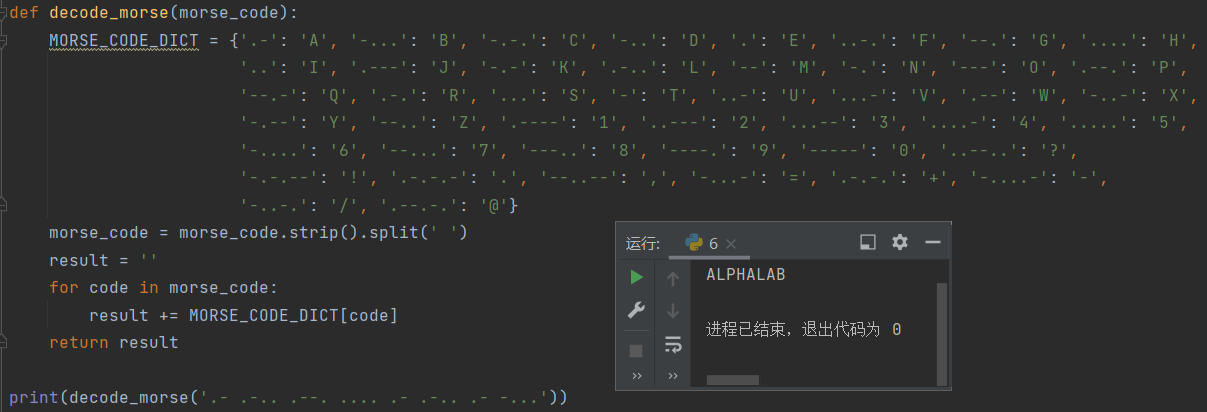 def decode_morse(morse_code):
MORSE_CODE_DICT = {'.-': 'A', '-...': 'B', '-.-.': 'C', '-..': 'D', '.': 'E', '..-.': 'F', '--.': 'G', '....': 'H',
'..': 'I', '.---': 'J', '-.-': 'K', '.-..': 'L', '--': 'M', '-.': 'N', '---': 'O', '.--.': 'P',
'--.-': 'Q', '.-.': 'R', '...': 'S', '-': 'T', '..-': 'U', '...-': 'V', '.--': 'W', '-..-': 'X',
'-.--': 'Y', '--..': 'Z', '.----': '1', '..---': '2', '...--': '3', '....-': '4', '.....': '5',
'-....': '6', '--...': '7', '---..': '8', '----.': '9', '-----': '0', '..--..': '?',
'-.-.--': '!', '.-.-.-': '.', '--..--': ',', '-...-': '=', '.-.-.': '+', '-....-': '-',
'-..-.': '/', '.--.-.': '@'}
morse_code = morse_code.strip().split(' ')
result = ''
for code in morse_code:
result += MORSE_CODE_DICT[code]
return result
print(decode_morse('.- .-.. .--. .... .- .-.. .- -...'))
运行: 6
ALPHALAB
进程已结束，退出代码为 0